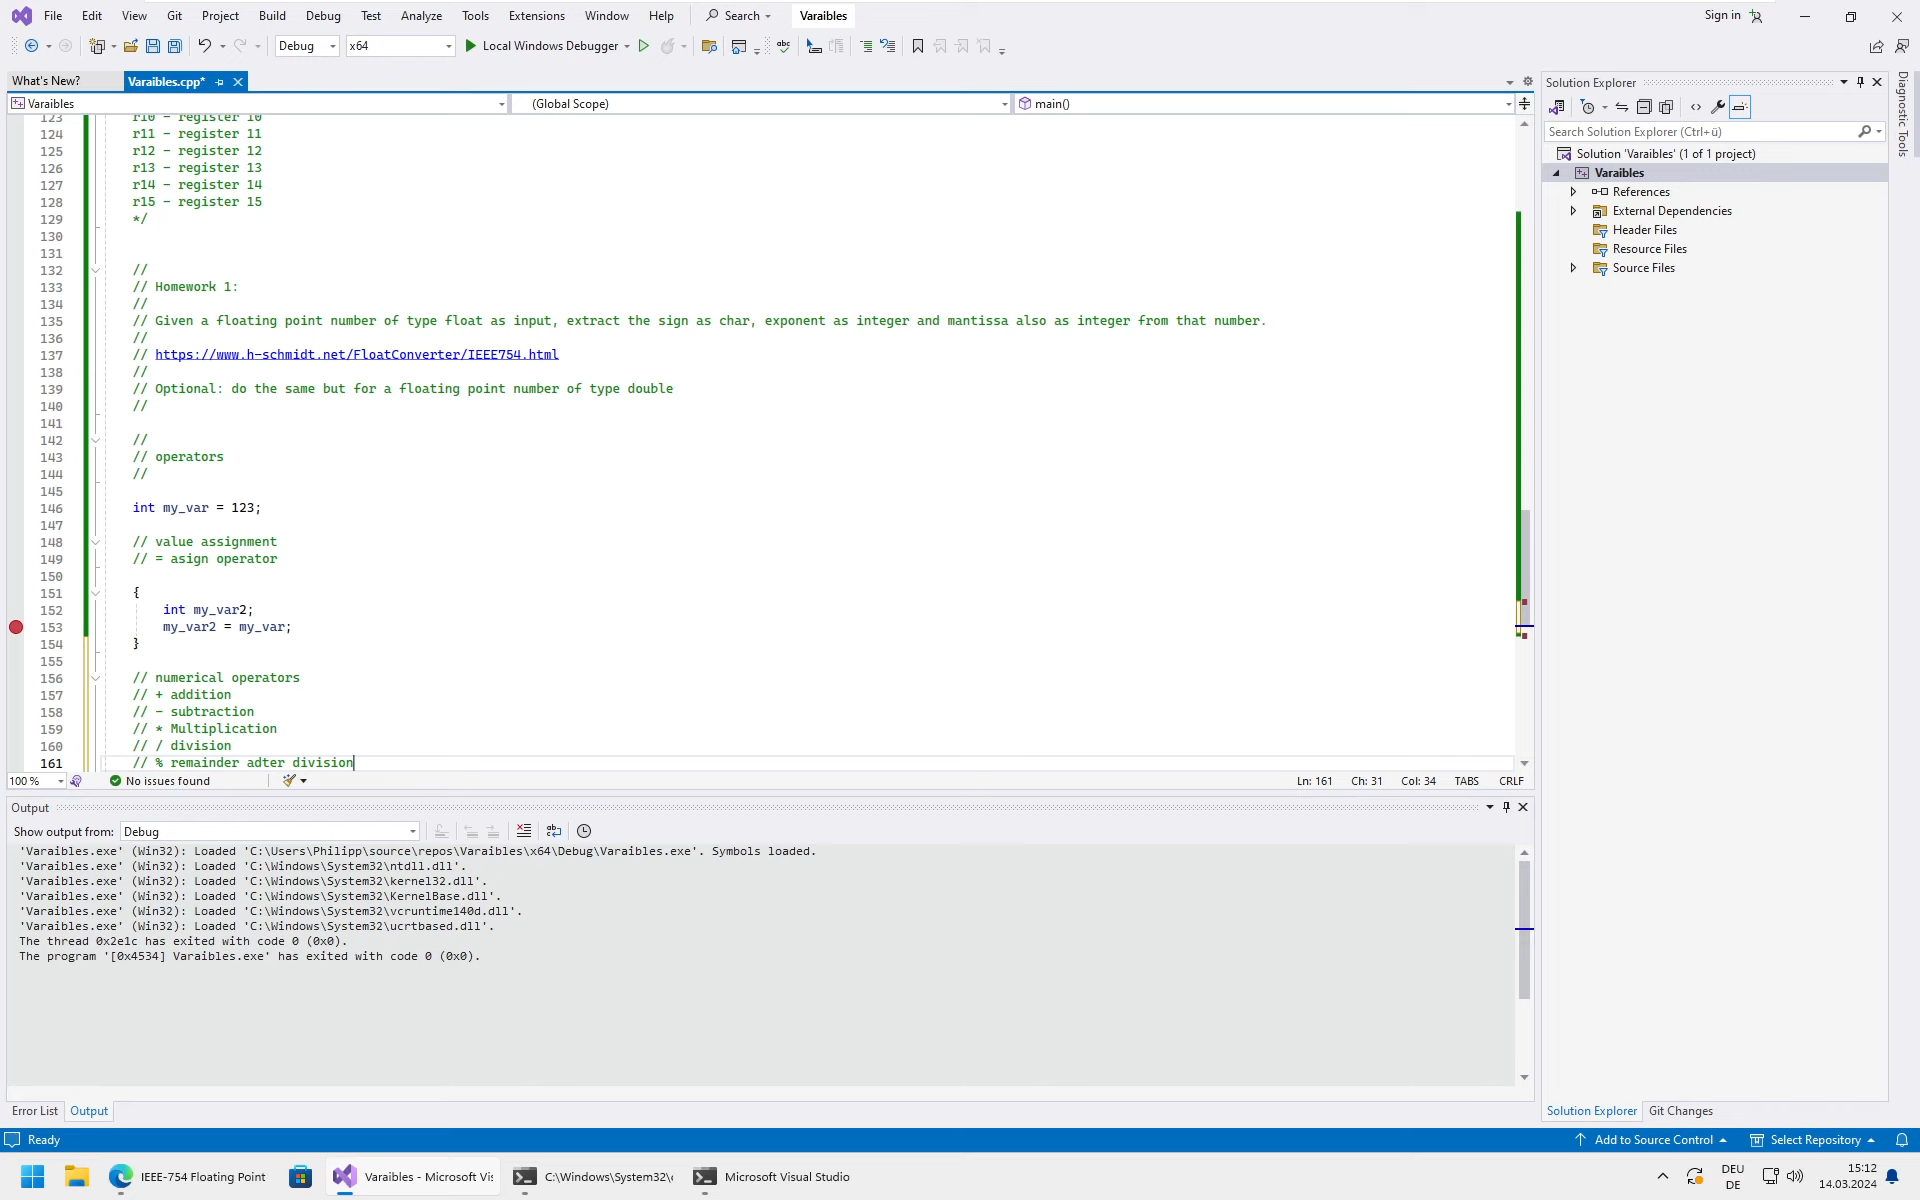 File Edit View Git Project Build Debug Test Analyze Tools Extensions Window Help Search Varaibles Sign in
Debug x64 Local Windows Debugger
What's New? Varaibles.cpp*
Varaibles (Global Scope) main()
123 r10 - register 10
124 r11 - register 11
125 r12 - register 12
126 r13 - register 13
127 r14 - register 14
128 r15 - register 15
129 */
130
131
132 //
133 // Homework 1:
134 //
135 // Given a floating point number of type float as input, extract the sign as char, exponent as integer and mantissa also as integer from that number.
136 //
137 // https://www.h-schmidt.net/FloatConverter/IEEE754.html
138 //
139 // Optional: do the same but for a floating point number of type double
140 //
141
142 //
143 // operators
144 //
145
146 int my_var = 123;
147
148 // value assignment
149 // = asign operator
150
151 {
152 int my_var2;
153 my_var2 = my_var;
154 }
155
156 // numerical operators
157 // + addition
158 // - subtraction
159 // * Multiplication
160 // / division
161 // % remainder adter division
100 % No issues found Ln: 161 Ch: 31 Col: 34 TABS CRLF
Output
Show output from: Debug
'Varaibles.exe' (Win32): Loaded 'C:\Users\Philipp\source\repos\Varaibles\x64\Debug\Varaibles.exe'. Symbols loaded.
'Varaibles.exe' (Win32): Loaded 'C:\Windows\System32\ntdll.dll'.
'Varaibles.exe' (Win32): Loaded 'C:\Windows\System32\kernel32.dll'.
'Varaibles.exe' (Win32): Loaded 'C:\Windows\System32\KernelBase.dll'.
'Varaibles.exe' (Win32): Loaded 'C:\Windows\System32\vcruntime140d.dll'.
'Varaibles.exe' (Win32): Loaded 'C:\Windows\System32\ucrtbased.dll'.
The thread 0x2e1c has exited with code 0 (0x0).
The program '[0x4534] Varaibles.exe' has exited with code 0 (0x0).
Error List Output
Solution Explorer
Search Solution Explorer (Ctrl+ü)
Solution 'Varaibles' (1 of 1 project)
Varaibles
References
External Dependencies
Header Files
Resource Files
Source Files
Solution Explorer Git Changes
Diagnostic Tools
Ready Add to Source Control Select Repository
IEEE-754 Floating Point Varaibles - Microsoft Vis C:\Windows\System32\c Microsoft Visual Studio
DEU
DE
15:12
14.03.2024